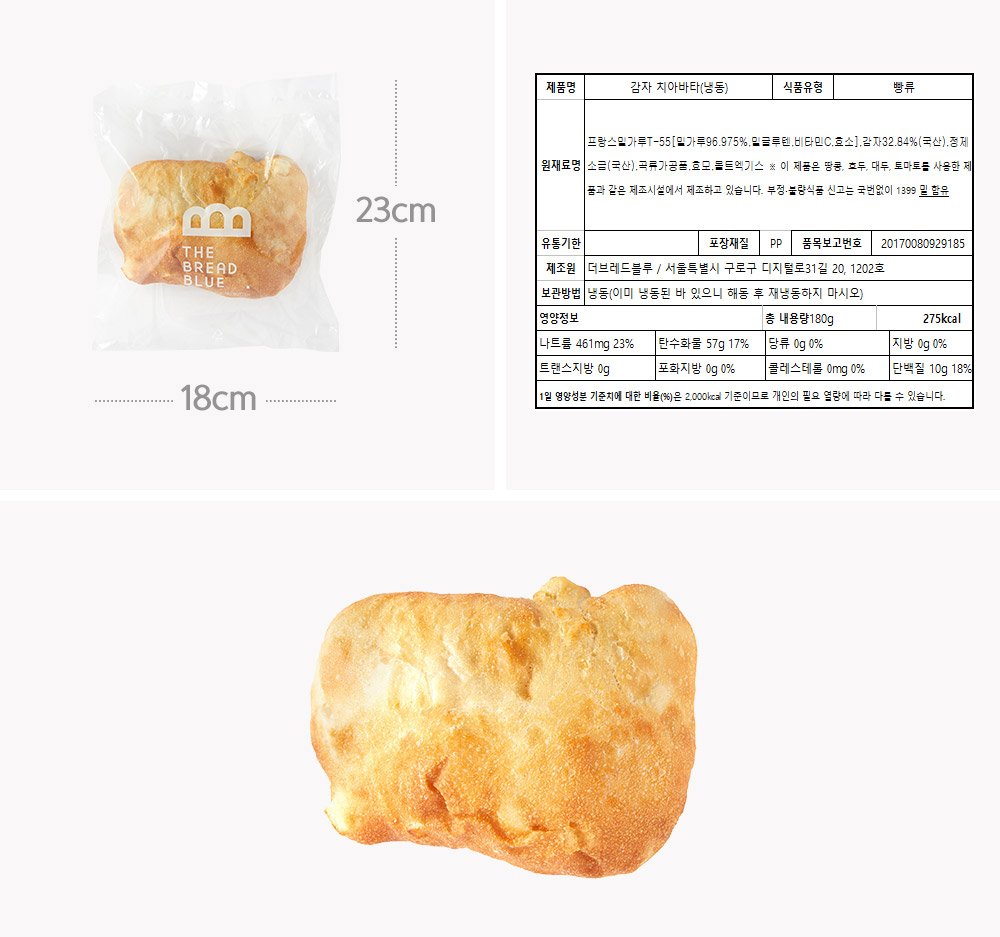 THE
BREAD
BLUE
23cm
18cm
제품명 감자 치아바타(냉동) 식품유형 빵류
원재료명 프랑스밀가루T-55[밀가루96.975%,밀글루텐,비타민C,효소],감자32.84%(국산),정제
소금(국산),곡류가공품,효모,몰트엑기스 ※ 이 제품은 땅콩, 호두, 대두, 토마토를 사용한 제
품과 같은 제조시설에서 제조하고 있습니다. 부정·불량식품 신고는 국번없이 1399 밀 함유
유통기한 포장재질 PP 품목보고번호 20170080929185
제조원 더브레드블루 / 서울특별시 구로구 디지털로31길 20, 1202호
보관방법 냉동(이미 냉동된 바 있으니 해동 후 재냉동하지 마시오)
영양정보 총 내용량180g 275kcal
나트륨 461mg 23% 탄수화물 57g 17% 당류 0g 0% 지방 0g 0%
트랜스지방 0g 포화지방 0g 0% 콜레스테롤 0mg 0% 단백질 10g 18%
1일 영양성분 기준치에 대한 비율(%)은 2,000kcal 기준이므로 개인의 필요 열량에 따라 다를 수 있습니다.